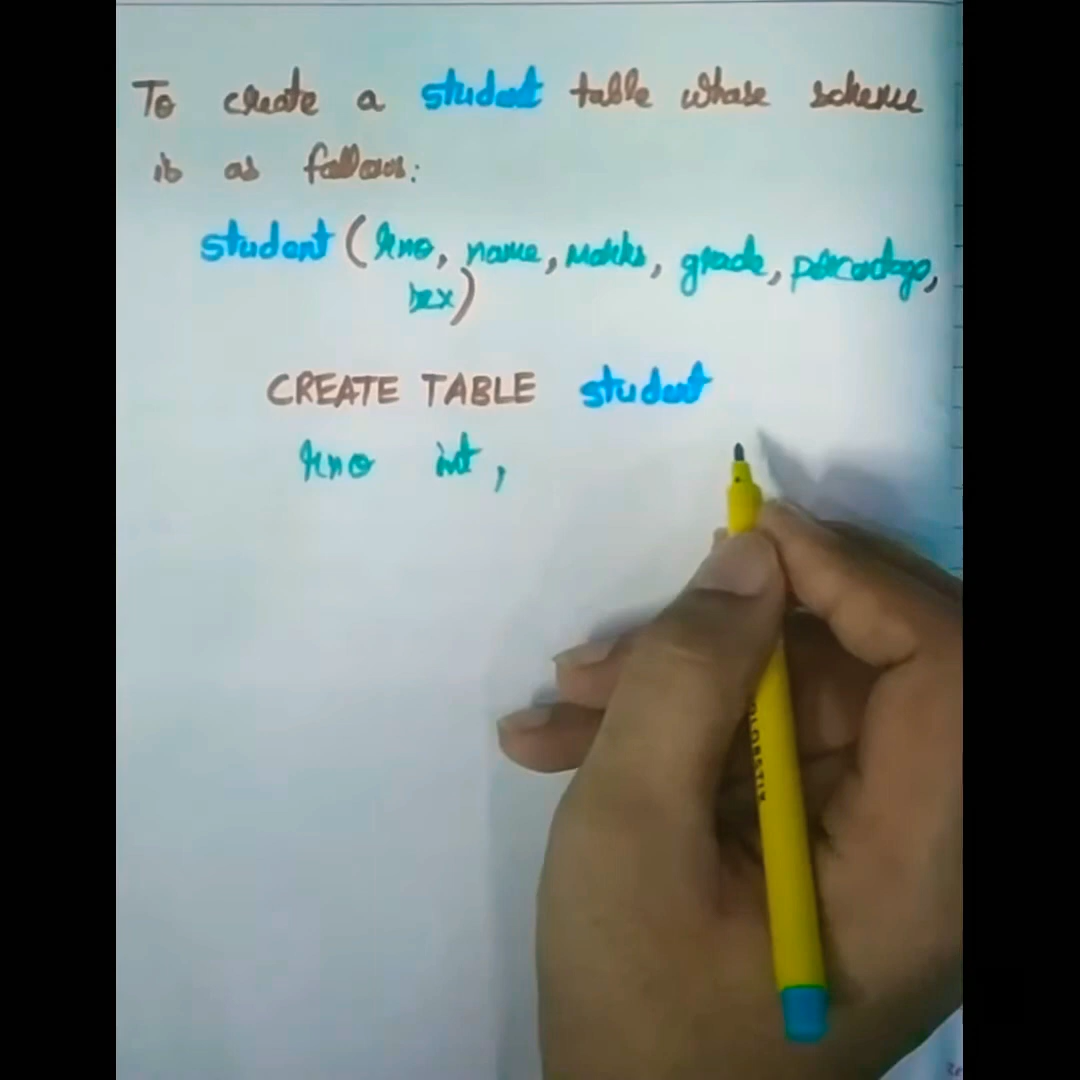 To create a student table whose scheme
is as follows:
student (rno, name, marks, grade, percentage,
sex)
CREATE TABLE student
rno int,